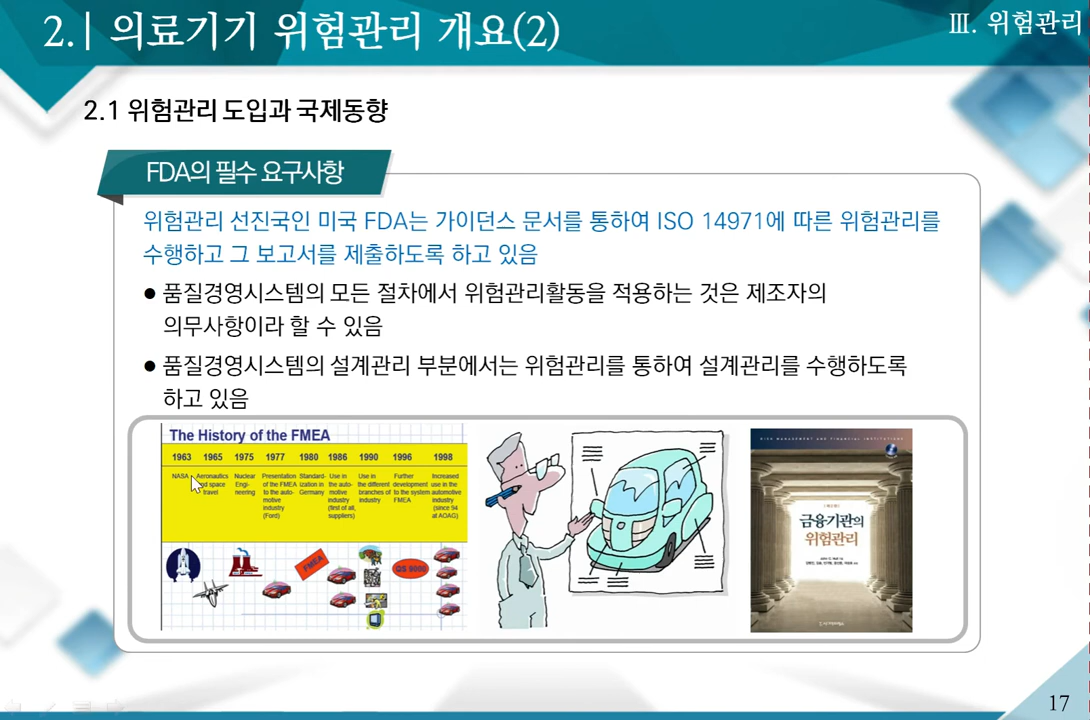 2.| 의료기기 위험관리 개요(2)
Ⅲ. 위험관리
2.1 위험관리 도입과 국제동향
FDA의 필수 요구사항
위험관리 선진국인 미국 FDA는 가이던스 문서를 통하여 ISO 14971에 따른 위험관리를
수행하고 그 보고서를 제출하도록 하고 있음
● 품질경영시스템의 모든 절차에서 위험관리활동을 적용하는 것은 제조자의
의무사항이라 할 수 있음
● 품질경영시스템의 설계관리 부분에서는 위험관리를 통하여 설계관리를 수행하도록
하고 있음
The History of the FMEA
1963 1965 1975 1977 1980 1986 1990 1996 1998
NASA
Aeronautics
nd space
travel
Nuclear
Engi-
neering
Presentation
of the FMEA
to the auto-
motive
industry
(Ford)
Standard-
ization in
Germany
Use in
the auto-
motive
industry
(first of all,
suppliers)
Use in
the different
branches of
industry
Further
development
to the system
FMEA
Increased
use in the
automotive
industry
(since 94
at AOAG)
FMEA
QS 9000
RISK MANAGEMENT AND FINANCIAL INSTITUTIONS
금융기관의
위험관리
17